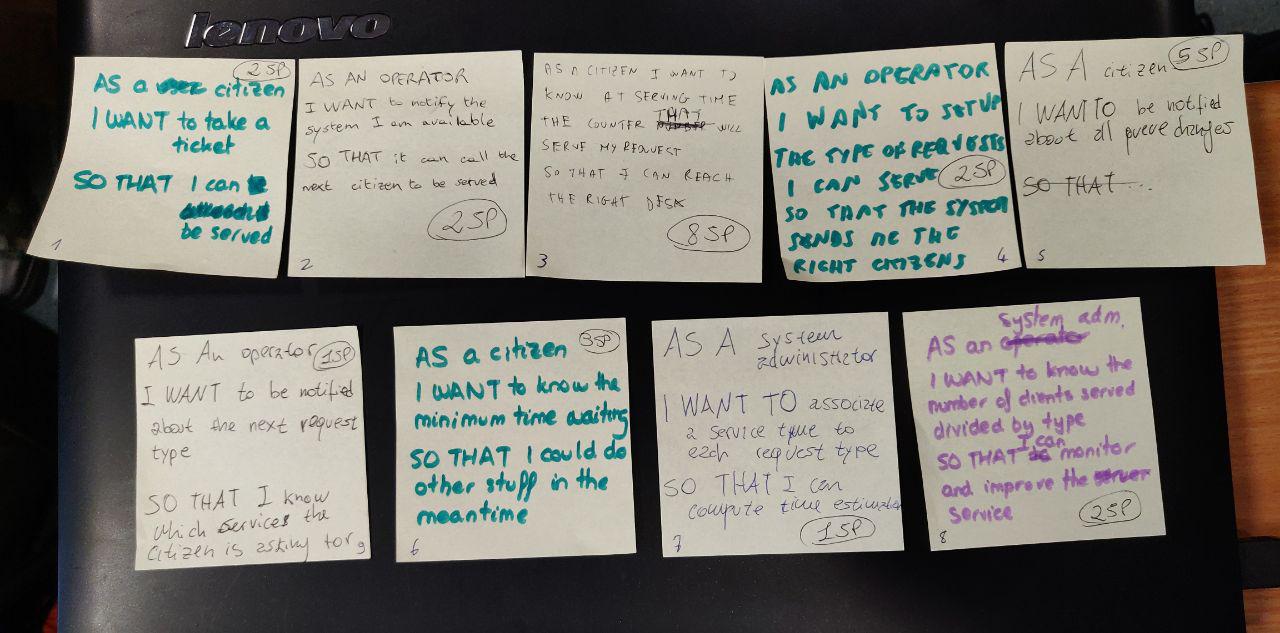 lenovo
2SP
AS a citizen
I WANT to take a
ticket
SO THAT I can
be served
1
AS AN OPERATOR
I WANT to notify the
system I am available
SO THAT it can call the
next citizen to be served
2SP
2
AS A CITIZEN I WANT TO
KNOW AT SERVING TIME
THE COUNTER THAT WILL
SERVE MY REQUEST
SO THAT I CAN REACH
THE RIGHT DESK
8SP
3
AS AN OPERATOR
I WANT TO SETUP
THE TYPE OF REQUESTS
I CAN SERVE 2SP
SO THAT THE SYSTEM
SENDS ME THE
RIGHT CITIZENS
4
AS A citizen 5SP
I WANT TO be notified
about all queue changes
SO THAT ...
5
AS An operator 1SP
I WANT to be notified
about the next request
type
SO THAT I know
which services the
citizen is asking for
9
AS a citizen 3SP
I WANT to know the
minimum time waiting
SO THAT I could do
other stuff in the
meantime
6
AS A system
administrator
I WANT TO associate
a service time to
each request type
SO THAT I can
compute time estimation
1SP
7
system adm.
AS an operator
I WANT to know the
number of clients served
divided by type
SO THAT I can monitor
and improve the server
service
2SP
8